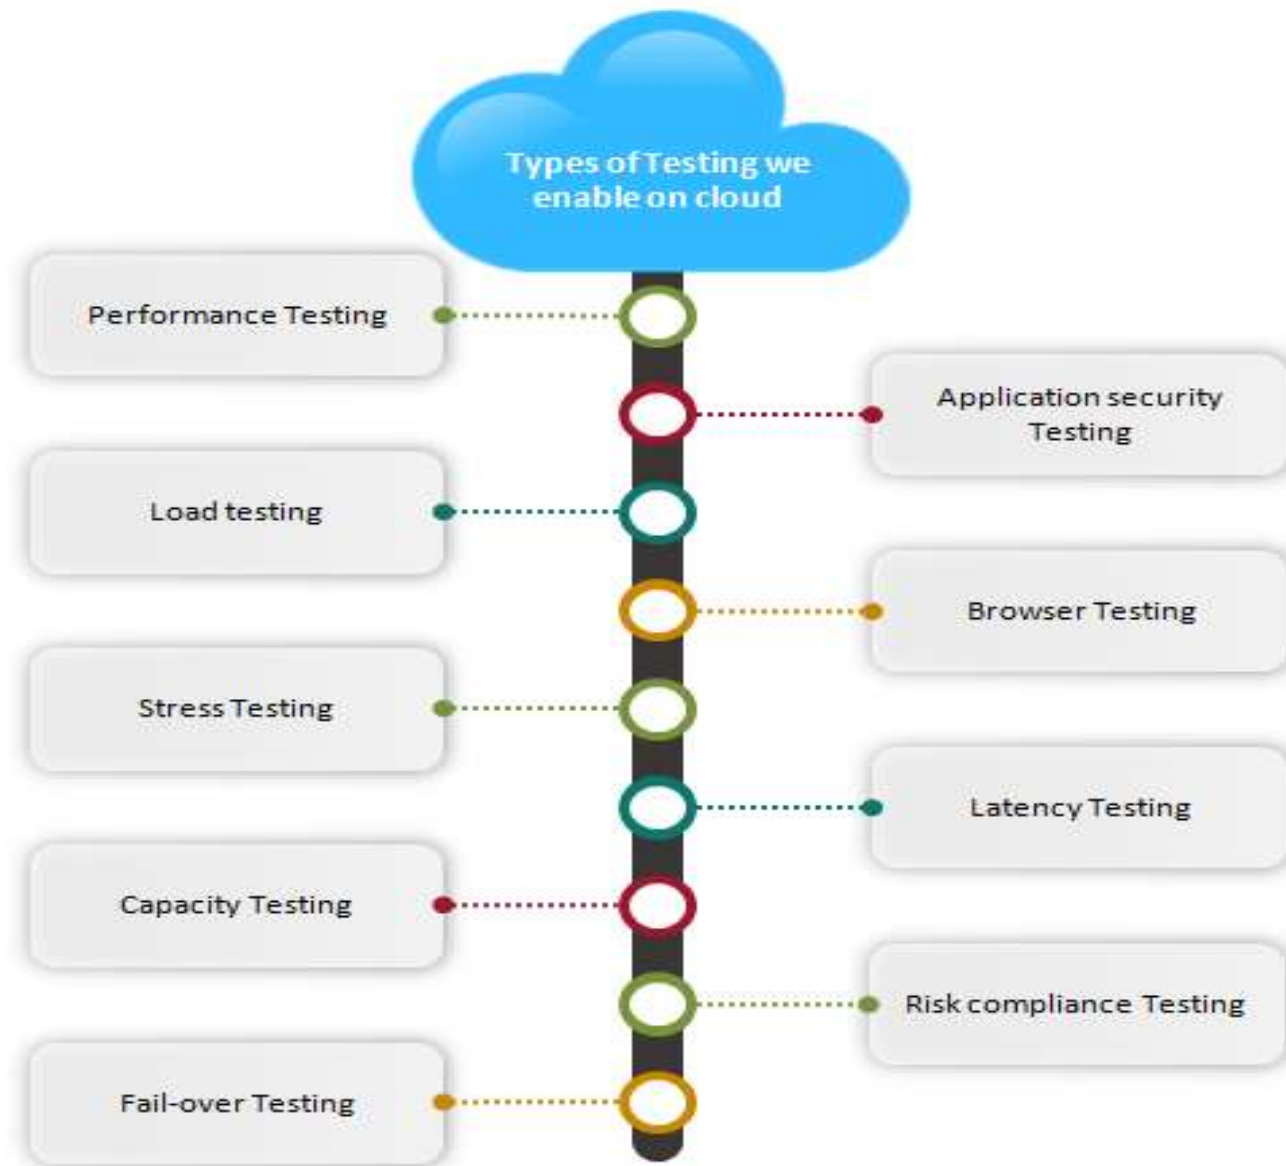 Types of Testing we
enable on cloud
Performance Testing
Application security
Testing
Load testing
Browser Testing
Stress Testing
Latency Testing
Capacity Testing
Risk compliance Testing
Fail-over Testing